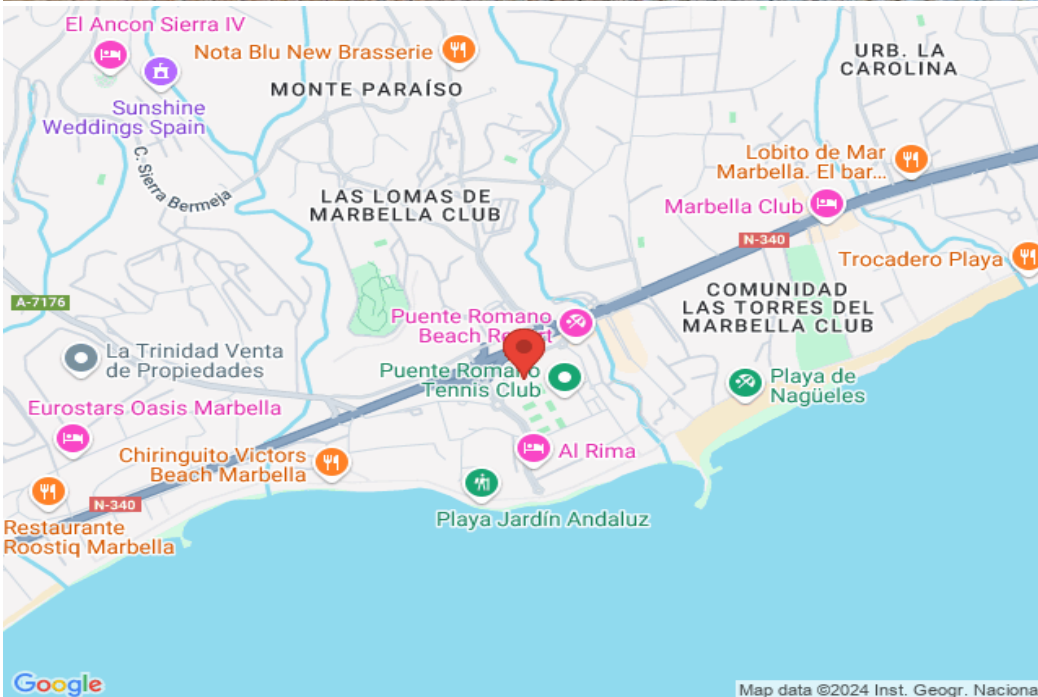 El Ancon Sierra IV
Nota Blu New Brasserie
URB. LA
CAROLINA
MONTE PARAÍSO
Sunshine
Weddings Spain
C. Sierra Bermeja
Lobito de Mar
Marbella. El bar...
LAS LOMAS DE
MARBELLA CLUB
Marbella Club
N-340
Trocadero Playa
COMUNIDAD
LAS TORRES DEL
MARBELLA CLUB
A-7176
Puente Romano
Beach Resort
La Trinidad Venta
de Propiedades
Puente Romano
Tennis Club
Playa de
Nagüeles
Eurostars Oasis Marbella
Al Rima
Chiringuito Victors
Beach Marbella
N-340
Playa Jardín Andaluz
Restaurante
Roostiq Marbella
Google
Map data ©2024 Inst. Geogr. Naciona